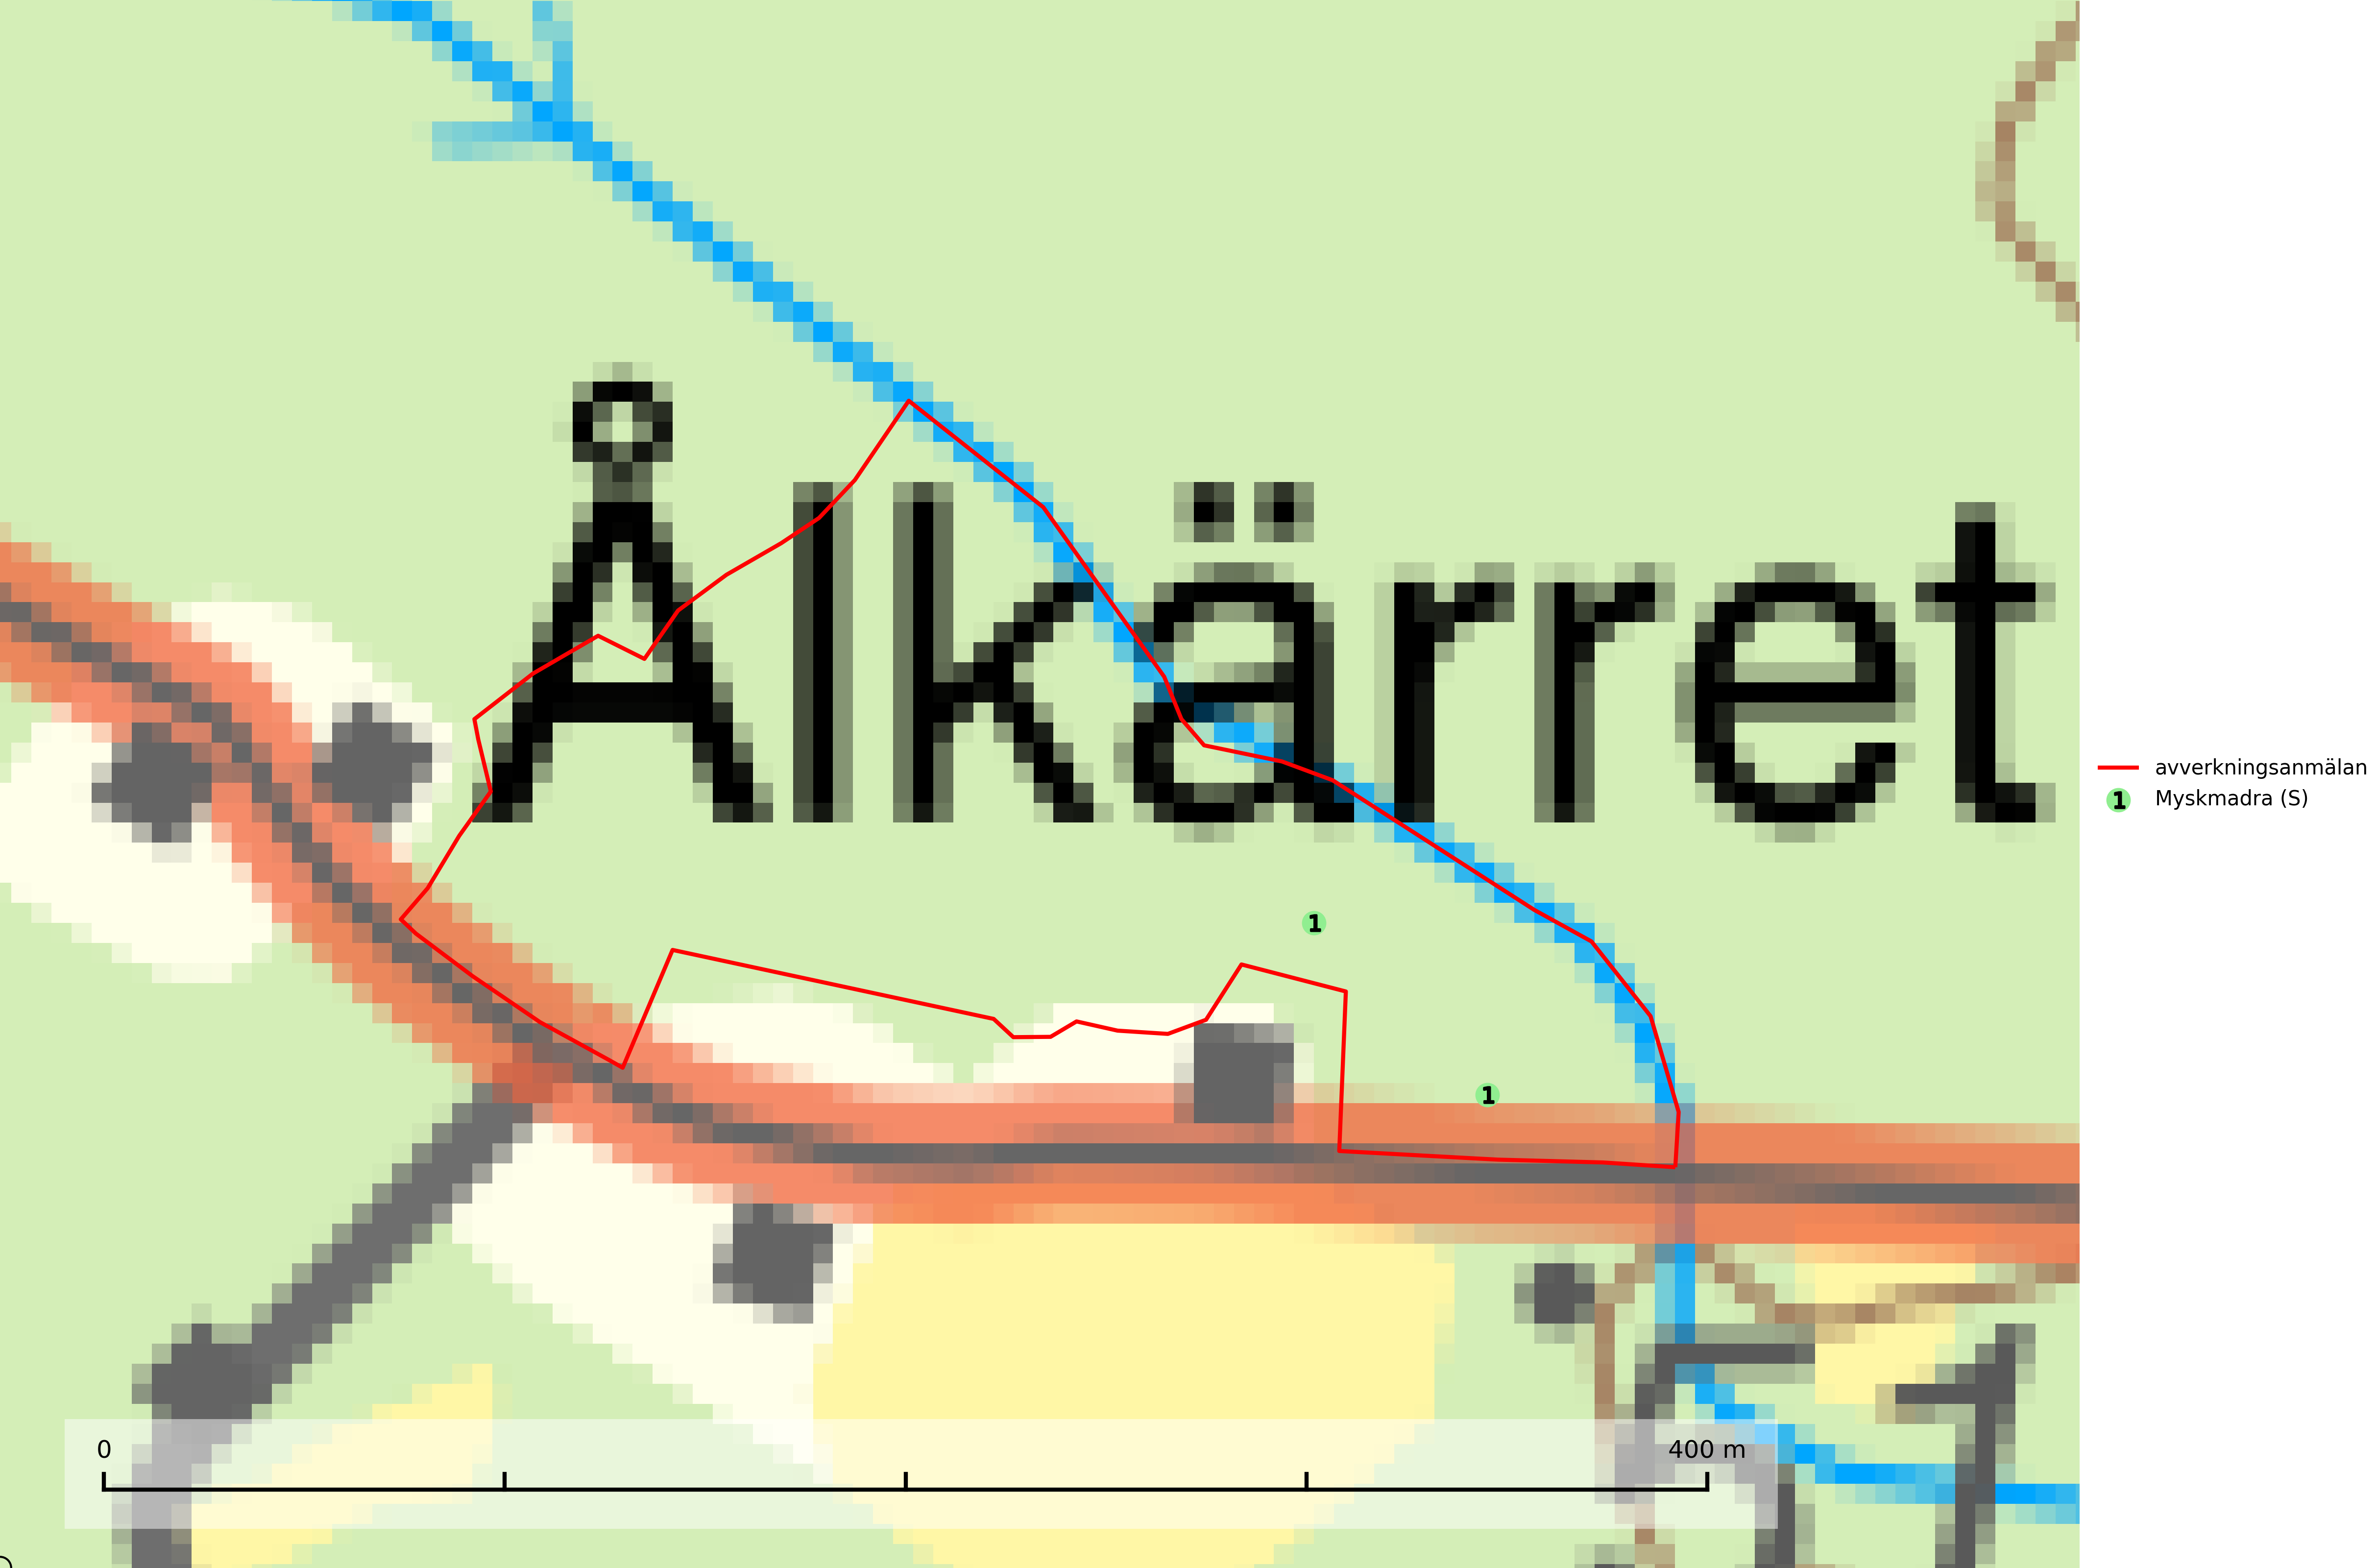 Ålkärret
avverkningsanmälan
1 Myskmadra (S)
1
1
0 400 m